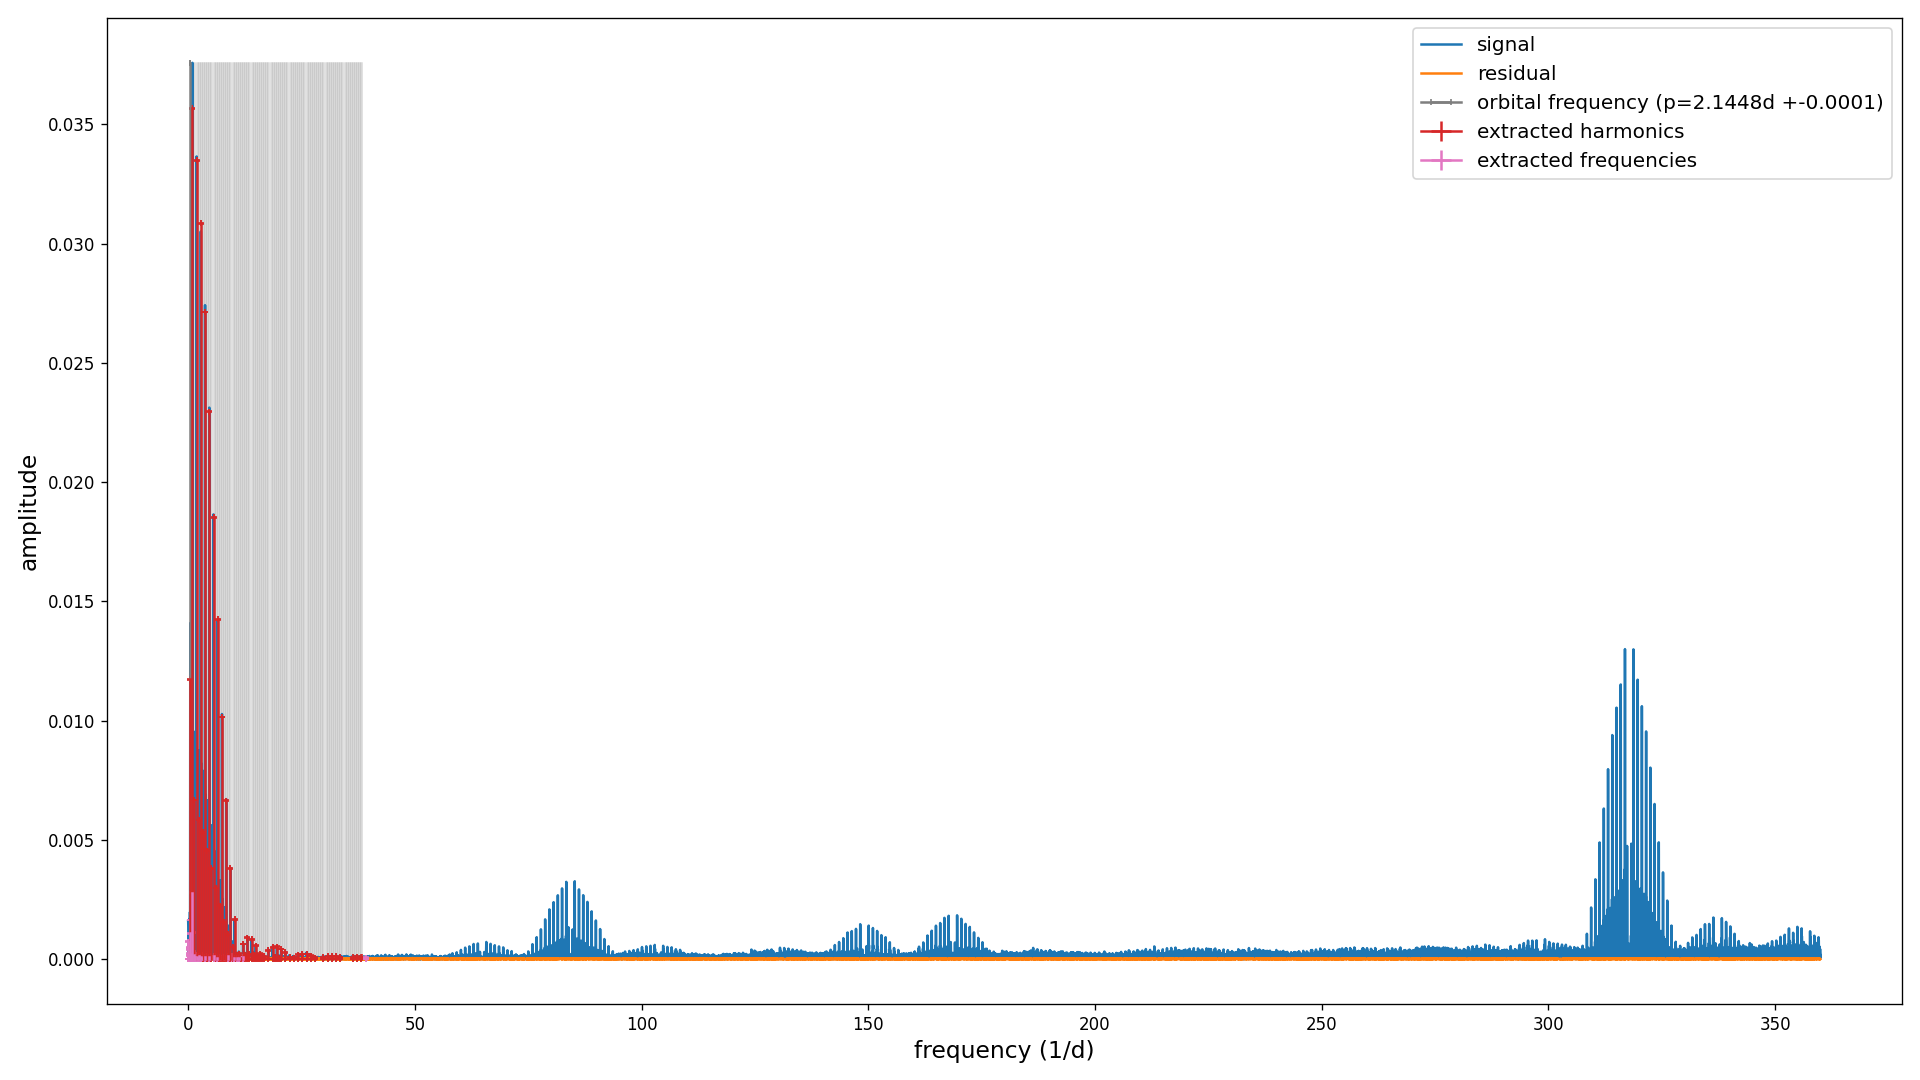 signal
residual
orbital frequency (p=2.1448d +-0.0001)
extracted harmonics
extracted frequencies
amplitude
0.035
0.030
0.025
0.020
0.015
0.010
0.005
0.000
0 50 100 150 200 250 300 350
frequency (1/d)